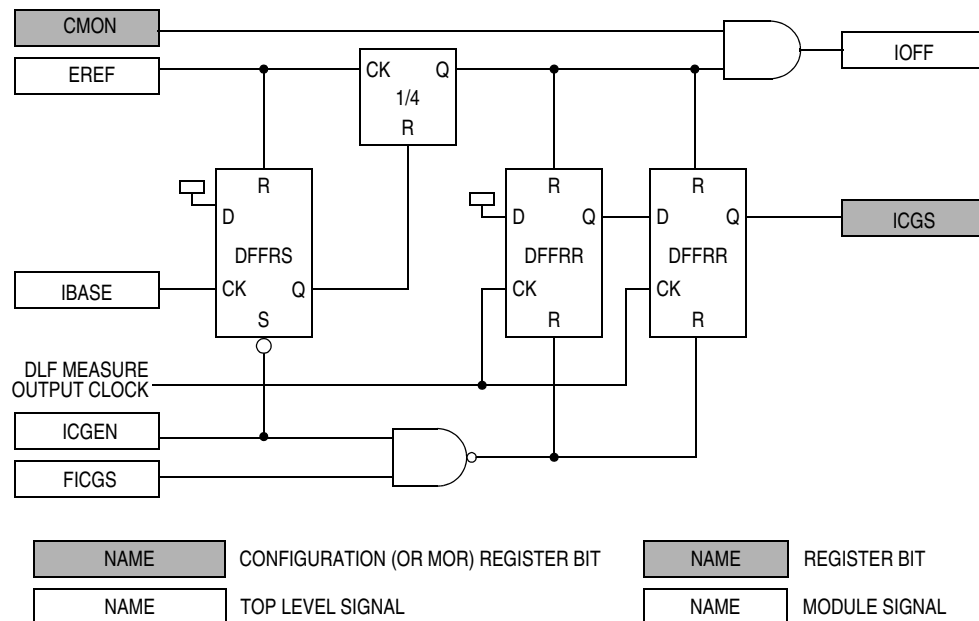 CMON
IOFF
EREF
CK Q
1/4
R
R
D
DFFRS
CK Q
S
R
D Q
DFFRR
CK
R
R
D Q
DFFRR
CK
R
ICGS
IBASE
DLF MEASURE
OUTPUT CLOCK
ICGEN
FICGS
NAME CONFIGURATION (OR MOR) REGISTER BIT
NAME REGISTER BIT
NAME TOP LEVEL SIGNAL
NAME MODULE SIGNAL